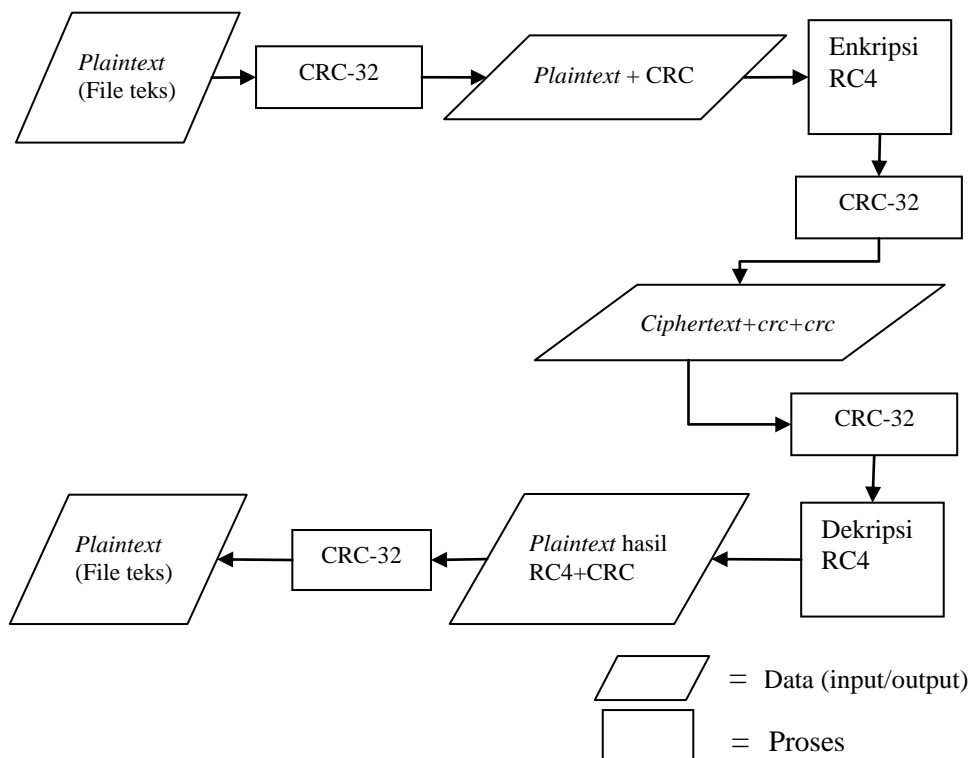 Plaintext
(File teks)
CRC-32
Plaintext + CRC
Enkripsi
RC4
CRC-32
Ciphertext+crc+crc
CRC-32
Dekripsi
RC4
Plaintext hasil
RC4+CRC
CRC-32
Plaintext
(File teks)
= Data (input/output)
= Proses